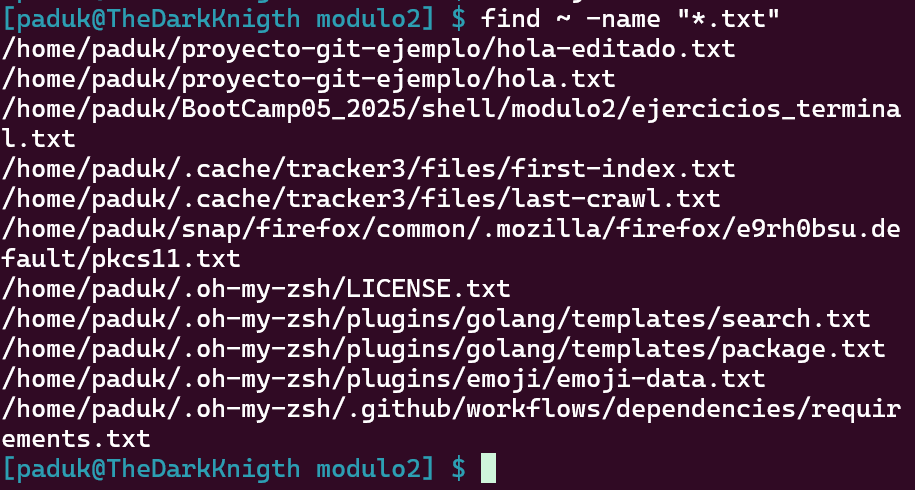 [paduk@TheDarkKnigth modulo2] $ find ~ -name "*.txt"
/home/paduk/proyecto-git-ejemplo/hola-editado.txt
/home/paduk/proyecto-git-ejemplo/hola.txt
/home/paduk/BootCamp05_2025/shell/modulo2/ejercicios_termina
l.txt
/home/paduk/.cache/tracker3/files/first-index.txt
/home/paduk/.cache/tracker3/files/last-crawl.txt
/home/paduk/snap/firefox/common/.mozilla/firefox/e9rh0bsu.de
fault/pkcs11.txt
/home/paduk/.oh-my-zsh/LICENSE.txt
/home/paduk/.oh-my-zsh/plugins/golang/templates/search.txt
/home/paduk/.oh-my-zsh/plugins/golang/templates/package.txt
/home/paduk/.oh-my-zsh/plugins/emoji/emoji-data.txt
/home/paduk/.oh-my-zsh/.github/workflows/dependencies/requir
ements.txt
[paduk@TheDarkKnigth modulo2] $